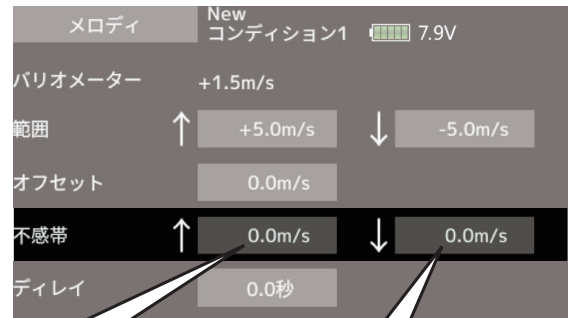 メロディ
New
コンディション1 7.9V
バリオメーター +1.5m/s
範囲 ↑ +5.0m/s ↓ -5.0m/s
オフセット 0.0m/s
不感帯 ↑ 0.0m/s ↓ 0.0m/s
ディレイ 0.0秒